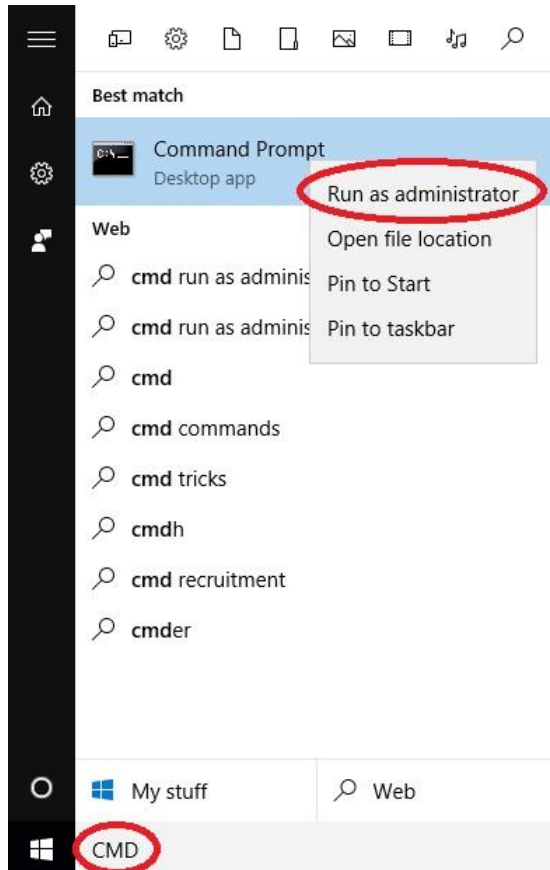 Best match
C:\_
Command Prompt
Desktop app
Run as administrator
Open file location
Pin to Start
Pin to taskbar
Web
cmd run as adminis
cmd run as adminis
cmd
cmd commands
cmd tricks
cmdh
cmd recruitment
cmder
My stuff
Web
CMD